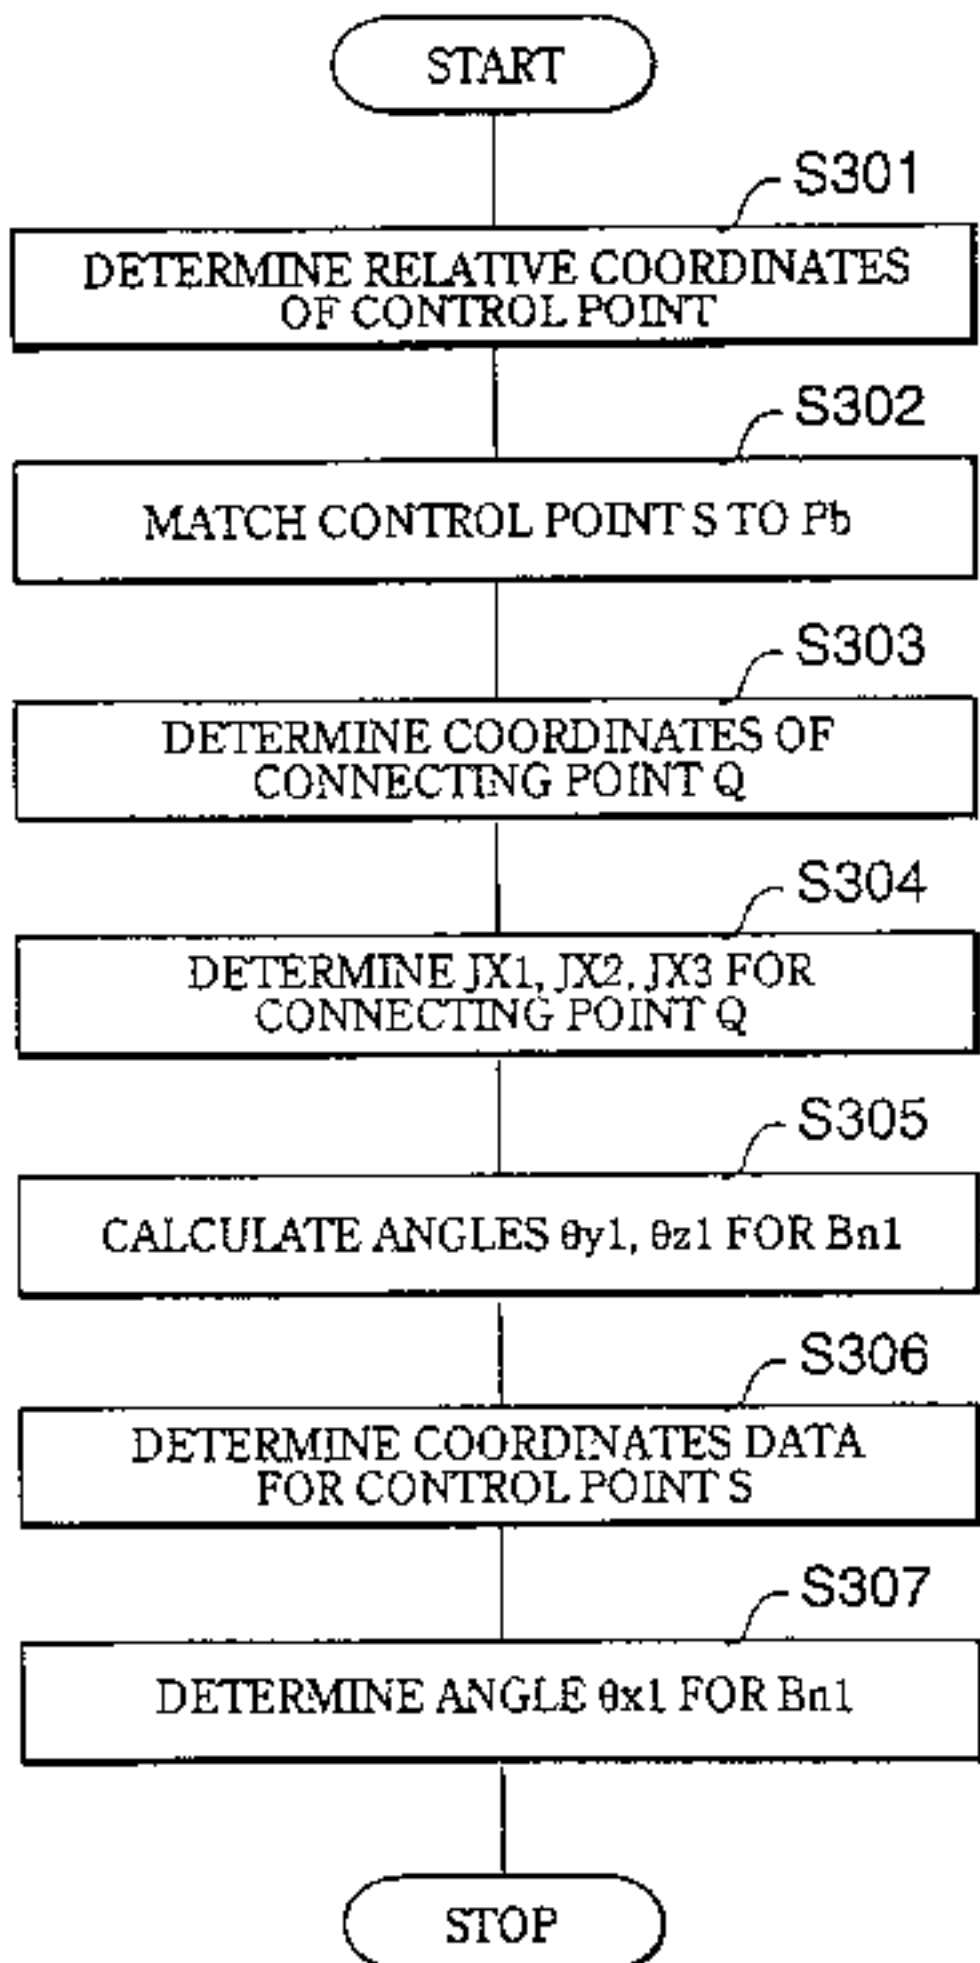 START
S301
DETERMINE RELATIVE COORDINATES
OF CONTROL POINT
S302
MATCH CONTROL POINT S TO Pb
S303
DETERMINE COORDINATES OF
CONNECTING POINT Q
S304
DETERMINE JX1, JX2, JX3 FOR
CONNECTING POINT Q
S305
CALCULATE ANGLES θy1, θz1 FOR Bn1
S306
DETERMINE COORDINATES DATA
FOR CONTROL POINT S
S307
DETERMINE ANGLE θx1 FOR Bn1
STOP